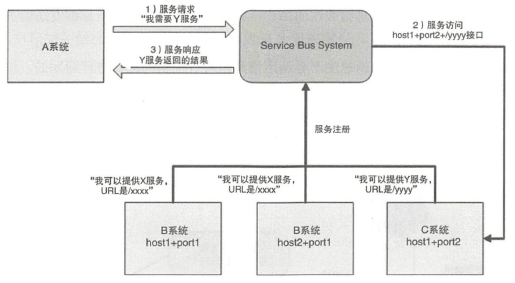 1）服务请求
“我需要Y服务”
2）服务访问
host1+port2+/yyyy接口
A系统
Service Bus System
3）服务响应
Y服务返回的结果
服务注册
“我可以提供X服务，
URL是/xxxx”
“我可以提供X服务，
URL是/xxxx”
“我可以提供Y服务，
URL是/yyyy”
B系统
host1+port1
B系统
host2+port1
C系统
host1+port2